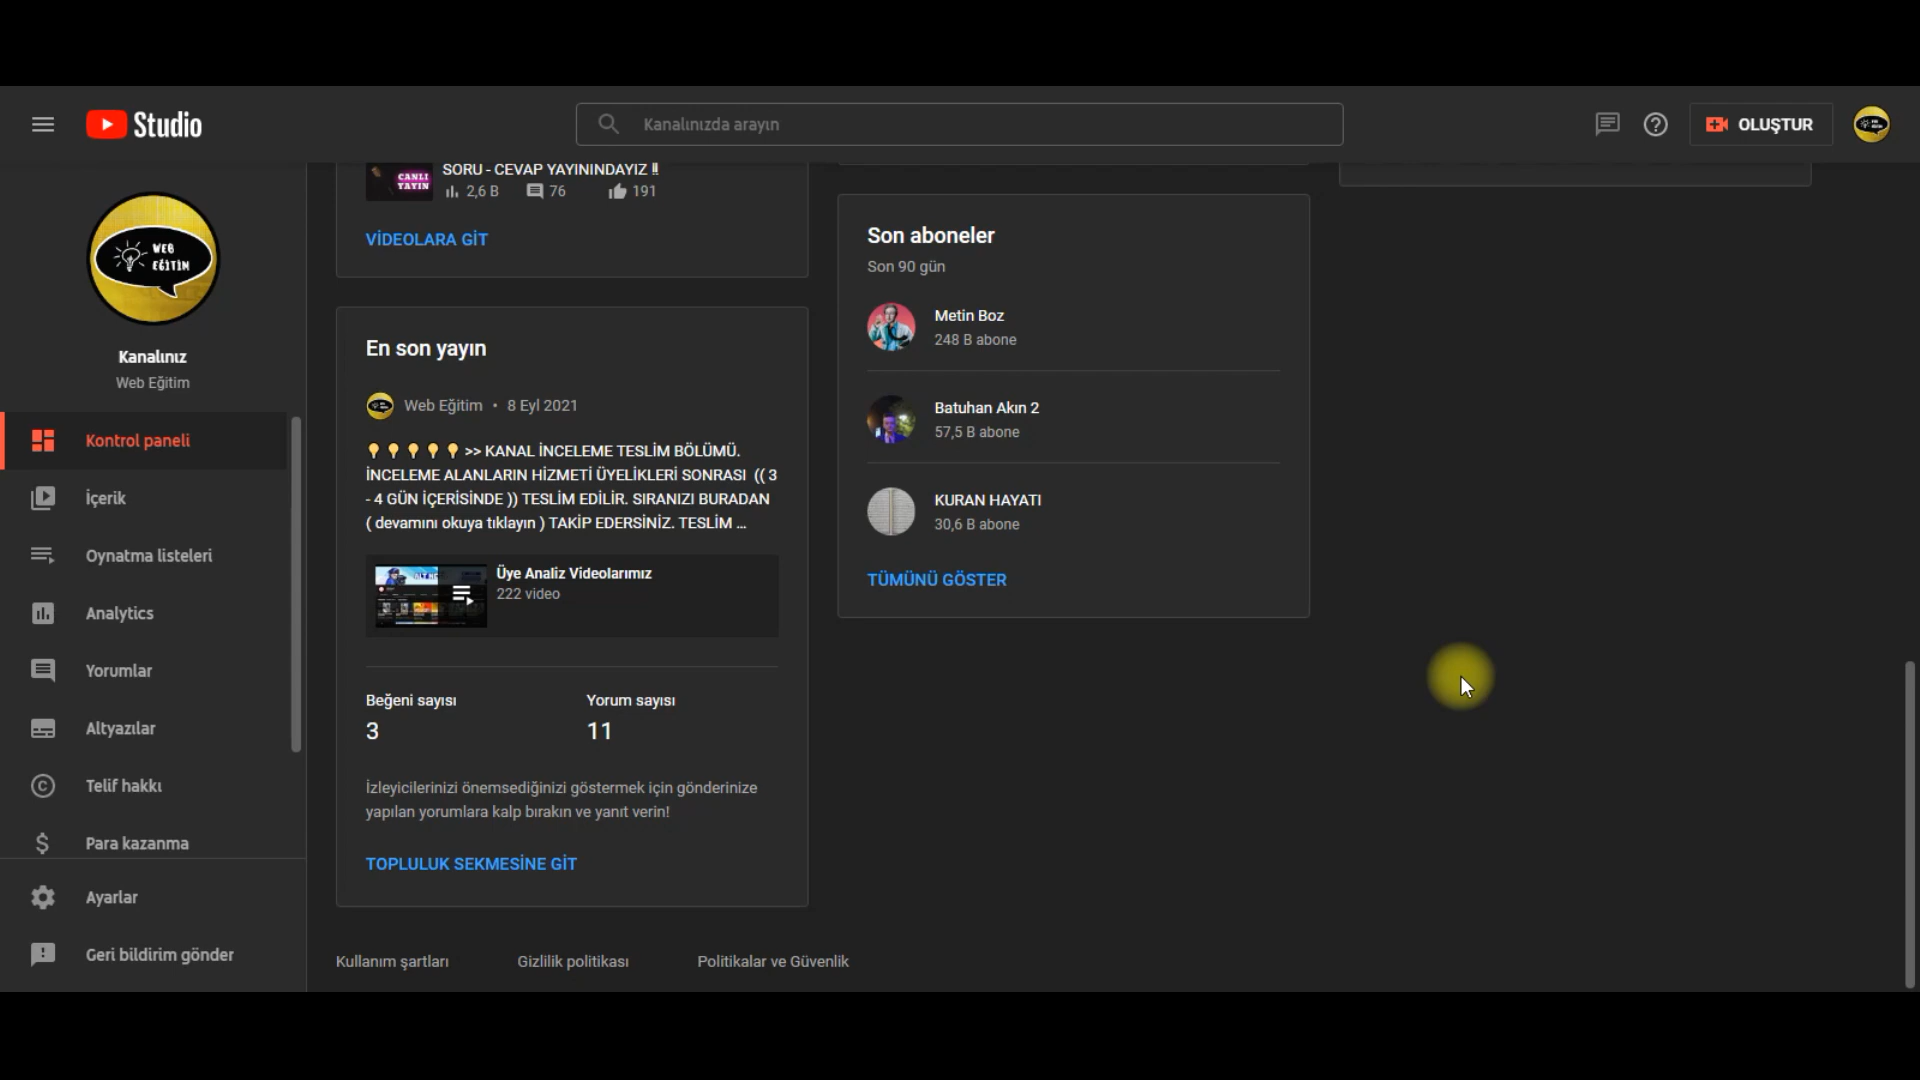 Studio
Kanalınızda arayın
OLUŞTUR
WEB
EĞİTİM
Kanalınız
Web Eğitim
Kontrol paneli
İçerik
Oynatma listeleri
Analytics
Yorumlar
Altyazılar
Telif hakkı
Para kazanma
Ayarlar
Geri bildirim gönder
CANLI
YAYIN
SORU - CEVAP YAYININDAYIZ !!
2,6 B 76 191
VİDEOLARA GİT
En son yayın
Web Eğitim • 8 Eyl 2021
👇👇👇👇👇 >> KANAL İNCELEME TESLİM BÖLÜMÜ.
İNCELEME ALANLARIN HİZMETİ ÜYELİKLERİ SONRASI (( 3
- 4 GÜN İÇERİSİNDE )) TESLİM EDİLİR. SIRANIZI BURADAN
( devamını okuya tıklayın ) TAKİP EDERSİNİZ. TESLİM ...
Üye Analiz Videolarımız
222 video
Beğeni sayısı Yorum sayısı
3 11
İzleyicilerinizi önemsediğinizi göstermek için gönderinize
yapılan yorumlara kalp bırakın ve yanıt verin!
TOPLULUK SEKMESİNE GİT
Son aboneler
Son 90 gün
Metin Boz
248 B abone
Batuhan Akın 2
57,5 B abone
KURAN HAYATI
30,6 B abone
TÜMÜNÜ GÖSTER
Kullanım şartları Gizlilik politikası Politikalar ve Güvenlik